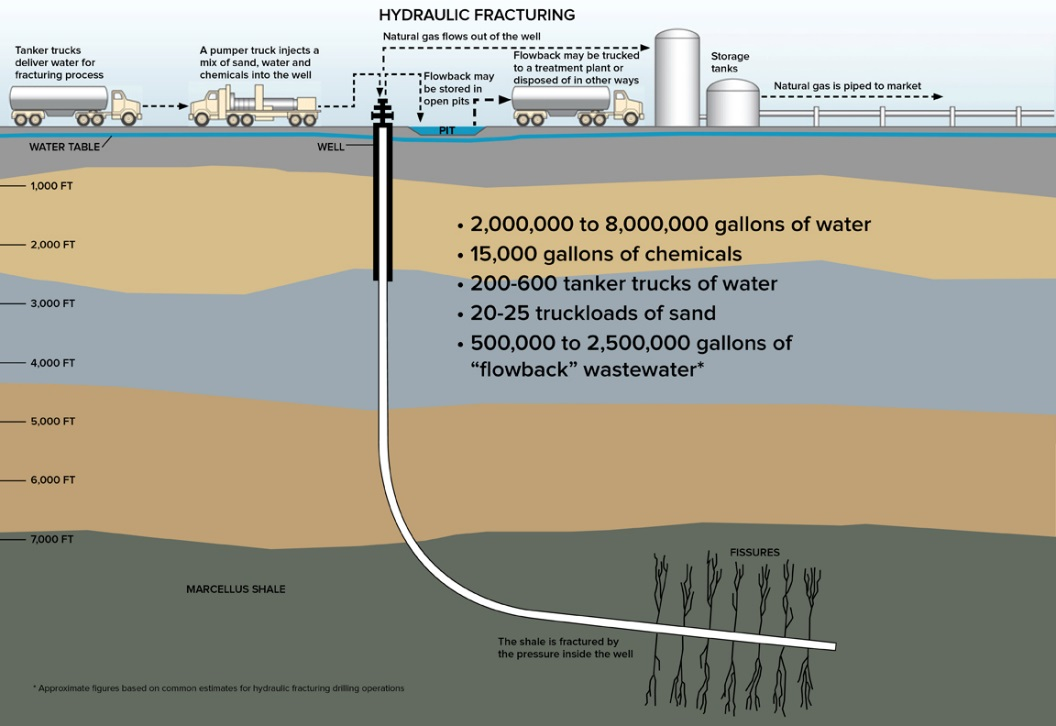 HYDRAULIC FRACTURING
Tanker trucks
deliver water for
fracturing process
A pumper truck injects a
mix of sand, water and
chemicals into the well
Natural gas flows out of the well
Flowback may
be stored in
open pits
Flowback may be trucked
to a treatment plant or
disposed of in other ways
Storage
tanks
Natural gas is piped to market
PIT
WATER TABLE
WELL
1,000 FT
2,000 FT
3,000 FT
4,000 FT
5,000 FT
6,000 FT
7,000 FT
• 2,000,000 to 8,000,000 gallons of water
• 15,000 gallons of chemicals
• 200-600 tanker trucks of water
• 20-25 truckloads of sand
• 500,000 to 2,500,000 gallons of
“flowback” wastewater*
FISSURES
MARCELLUS SHALE
The shale is fractured by
the pressure inside the well
* Approximate figures based on common estimates for hydraulic fracturing drilling operations